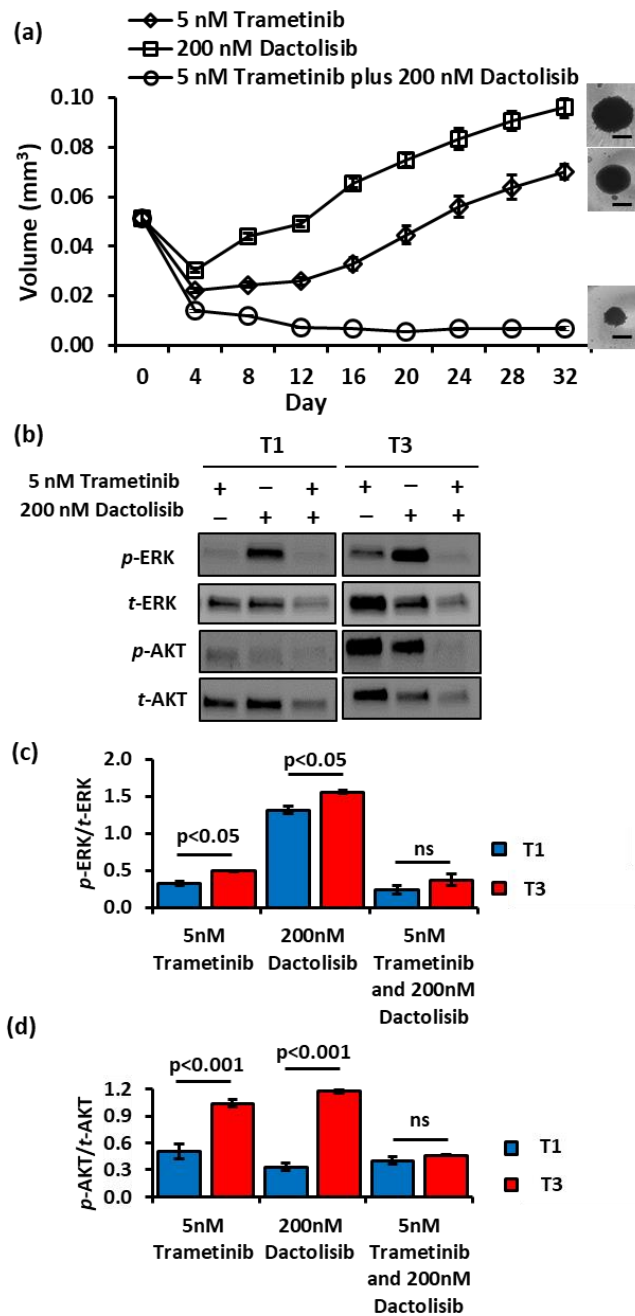 (a)
5 nM Trametinib
200 nM Dactolisib
5 nM Trametinib plus 200 nM Dactolisib
0.10
0.08
0.06
0.04
0.02
0.00
Volume (mm³)
0 4 8 12 16 20 24 28 32
Day
(b)
T1 T3
5 nM Trametinib + – + + – +
200 nM Dactolisib – + + – + +
p-ERK
t-ERK
p-AKT
t-AKT
(c)
2.0
1.5
1.0
0.5
0.0
p-ERK/t-ERK
p<0.05
p<0.05
ns
T1
T3
5nM Trametinib
200nM Dactolisib
5nM Trametinib and 200nM Dactolisib
(d)
1.2
0.9
0.6
0.3
0.0
p-AKT/t-AKT
p<0.001
p<0.001
ns
T1
T3
5nM Trametinib
200nM Dactolisib
5nM Trametinib and 200nM Dactolisib